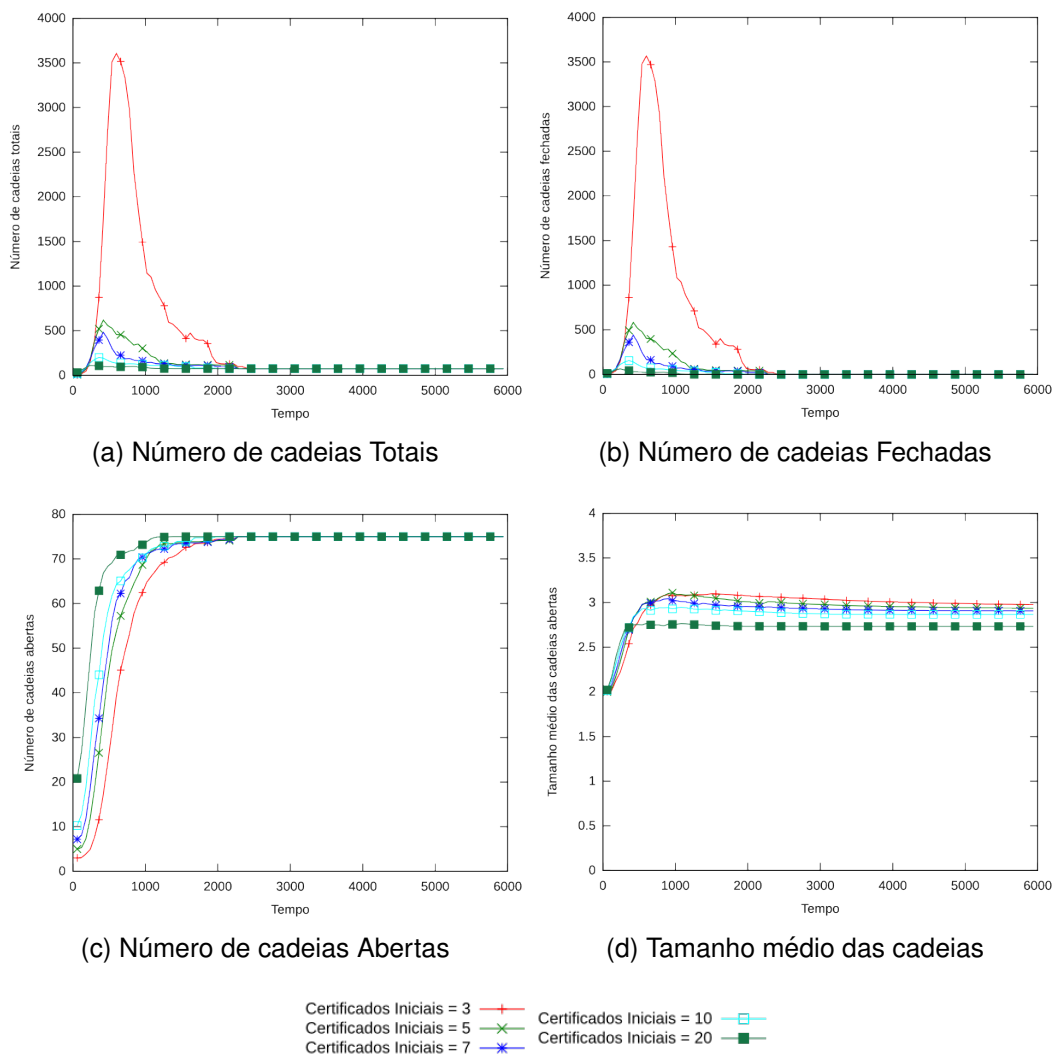 4000
3500
3000
2500
2000
1500
1000
500
0
Número de cadeias totais
0 1000 2000 3000 4000 5000 6000
Tempo
(a) Número de cadeias Totais
4000
3500
3000
2500
2000
1500
1000
500
0
Número de cadeias fechadas
0 1000 2000 3000 4000 5000 6000
Tempo
(b) Número de cadeias Fechadas
80
70
60
50
40
30
20
10
0
Número de cadeias abertas
0 1000 2000 3000 4000 5000 6000
Tempo
(c) Número de cadeias Abertas
4
3.5
3
2.5
2
1.5
1
0.5
0
Tamanho médio das cadeias abertas
0 1000 2000 3000 4000 5000 6000
Tempo
(d) Tamanho médio das cadeias
Certificados Iniciais = 3
Certificados Iniciais = 5
Certificados Iniciais = 7
Certificados Iniciais = 10
Certificados Iniciais = 20